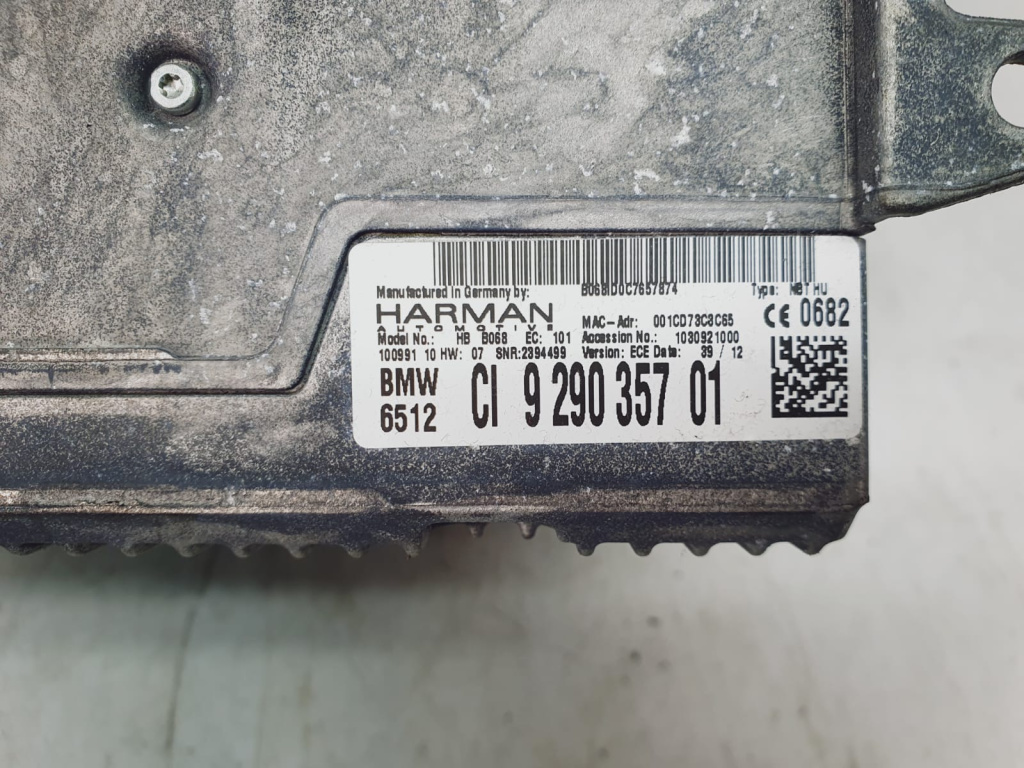 Manufactured in Germany by: B068ID0C7657874 Type: NBT HU
HARMAN
AUTOMOTIVE
MAC-Adr: 001CD73C3C65 CE 0682
Model No.: HB B068 EC: 101 Accession No.: 1030921000
100991 10 HW: 07 SNR:2394499 Version: ECE Date: 39 / 12
BMW
6512
CI 9 290 357 01